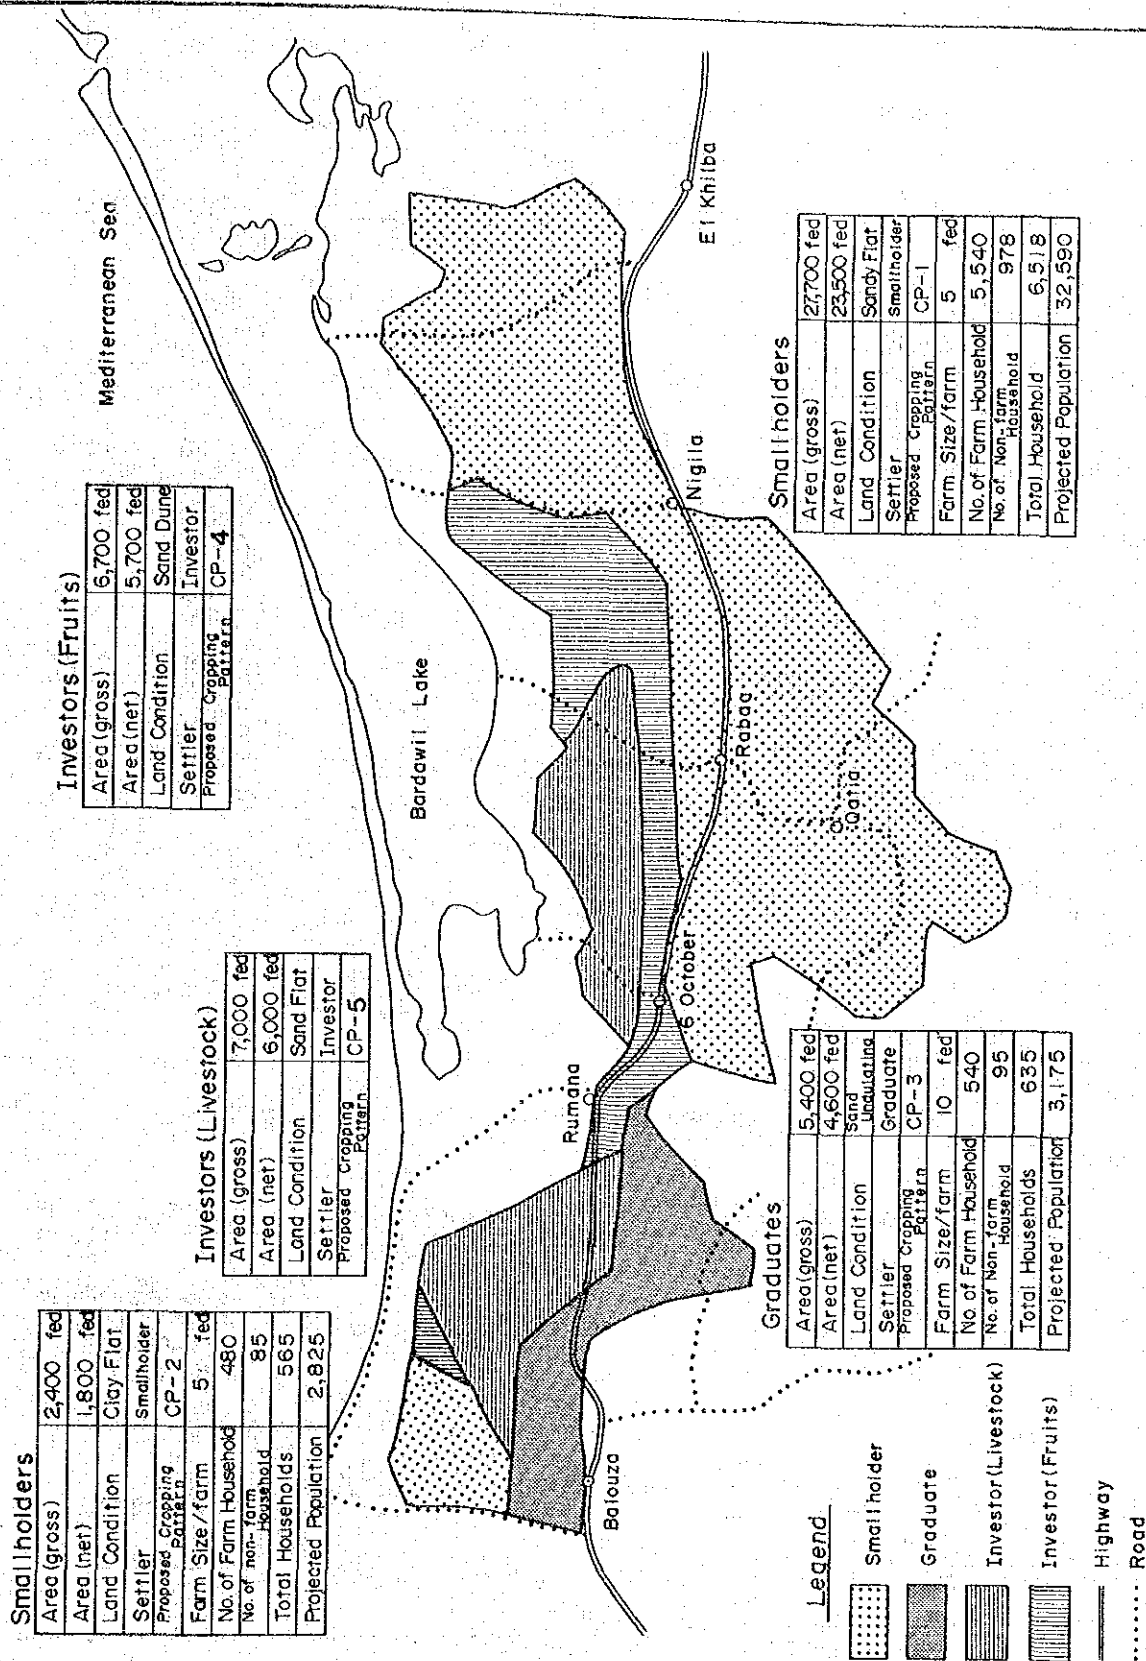 Smallholders
Area (gross) 2,400 fed
Area (net) 1,800 fed
Land Condition Clay Flat
Settler Smallholder
Proposed Cropping Pattern CP-2
Farm Size/farm 5 fed
No. of Farm Household 480
No. of non-farm Household 85
Total Households 565
Projected Population 2,825
Investors (Livestock)
Area (gross) 7,000 fed
Area (net) 6,000 fed
Land Condition Sand Flat
Settler Investor
Proposed Cropping Pattern CP-5
Investors (Fruits)
Area (gross) 6,700 fed
Area (net) 5,700 fed
Land Condition Sand Dune
Settler Investor
Proposed Cropping Pattern CP-4
Mediterranean Sea
Bardawil Lake
Rumana
Balouza
6 October
Rabaa
Qatia
Nigila
El Khilba
Graduates
Area (gross) 5,400 fed
Area (net) 4,600 fed
Land Condition Sand Undulating
Settler Graduate
Proposed Cropping Pattern CP-3
Farm Size/farm 10 fed
No. of Farm Household 540
No. of Non-farm Household 95
Total Households 635
Projected Population 3,175
Smallholders
Area (gross) 27,700 fed
Area (net) 23,500 fed
Land Condition Sandy Flat
Settler smallholder
Proposed Cropping Pattern CP-1
Farm Size/farm 5 fed
No. of Farm Household 5,540
No. of Non-farm Household 978
Total Household 6,518
Projected Population 32,590
Legend
Smallholder
Graduate
Investor (Livestock)
Investor (Fruits)
Highway
Road